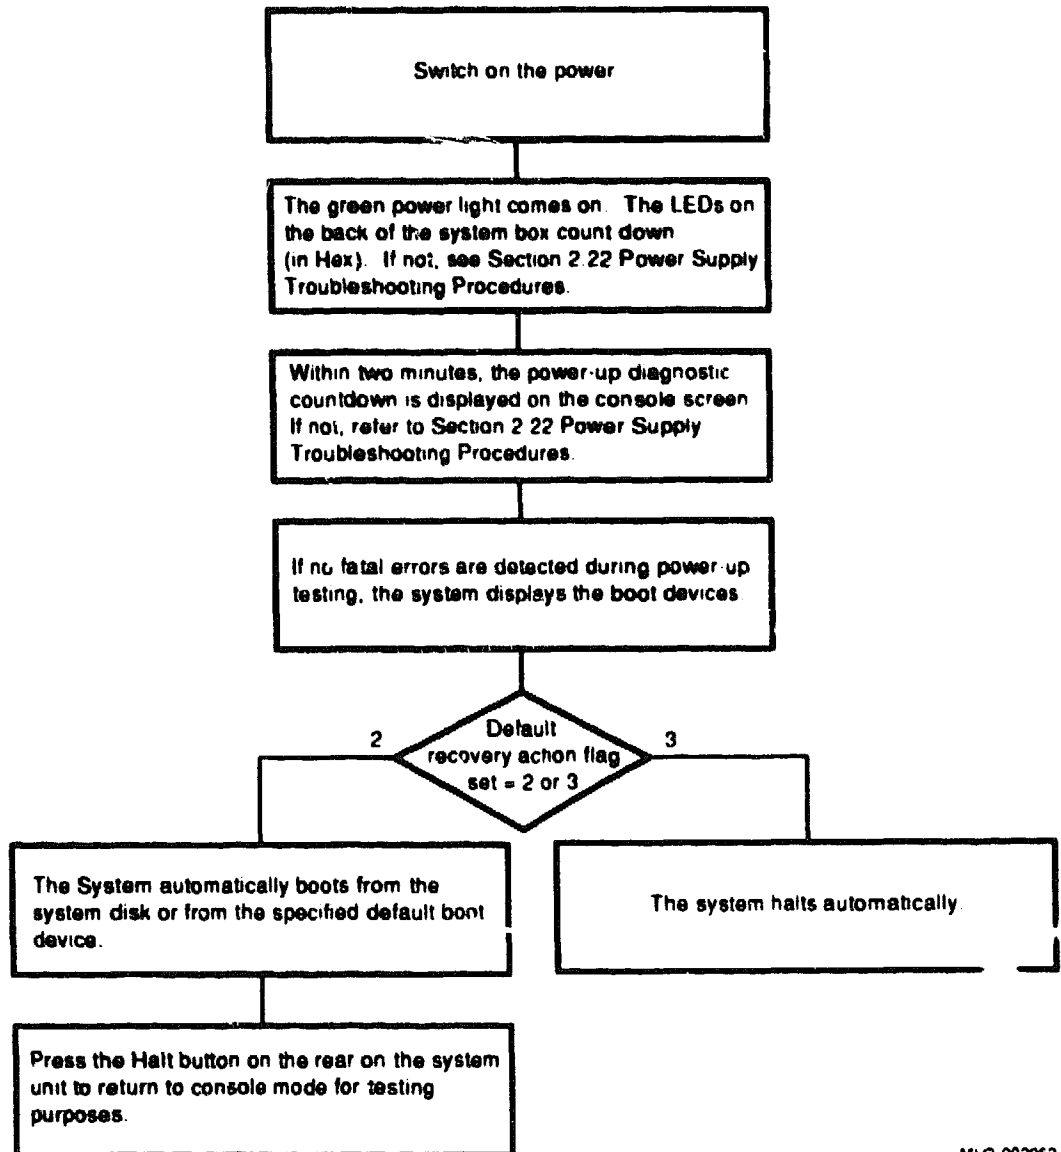 Switch on the power
The green power light comes on. The LEDs on
the back of the system box count down
(in Hex). If not, see Section 2.22 Power Supply
Troubleshooting Procedures.
Within two minutes, the power-up diagnostic
countdown is displayed on the console screen
If not, refer to Section 2 22 Power Supply
Troubleshooting Procedures.
If no fatal errors are detected during power-up
testing, the system displays the boot devices
Default
recovery action flag
set = 2 or 3
2
3
The System automatically boots from the
system disk or from the specified default boot
device.
The system halts automatically.
Press the Halt button on the rear on the system
unit to return to console mode for testing
purposes.